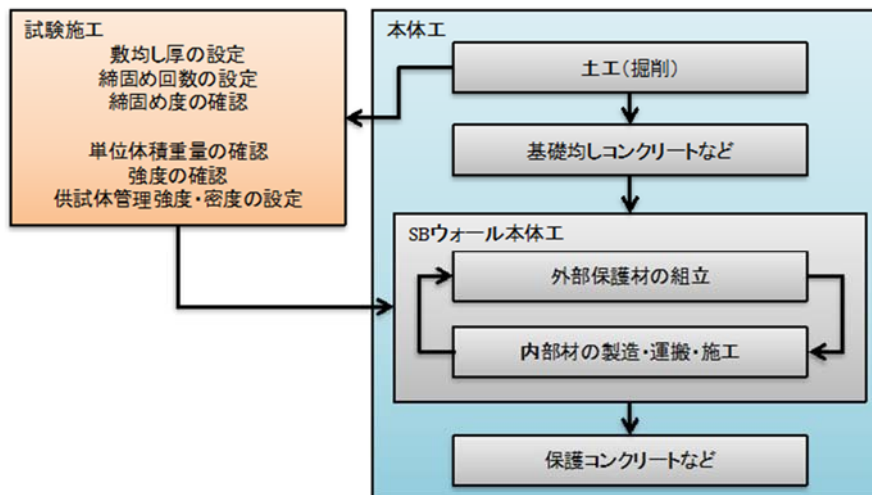 試験施工
敷均し厚の設定
締固め回数の設定
締固め度の確認
単位体積重量の確認
強度の確認
供試体管理強度・密度の設定
本体工
土工(掘削)
基礎均しコンクリートなど
SBウォール本体工
外部保護材の組立
内部材の製造・運搬・施工
保護コンクリートなど